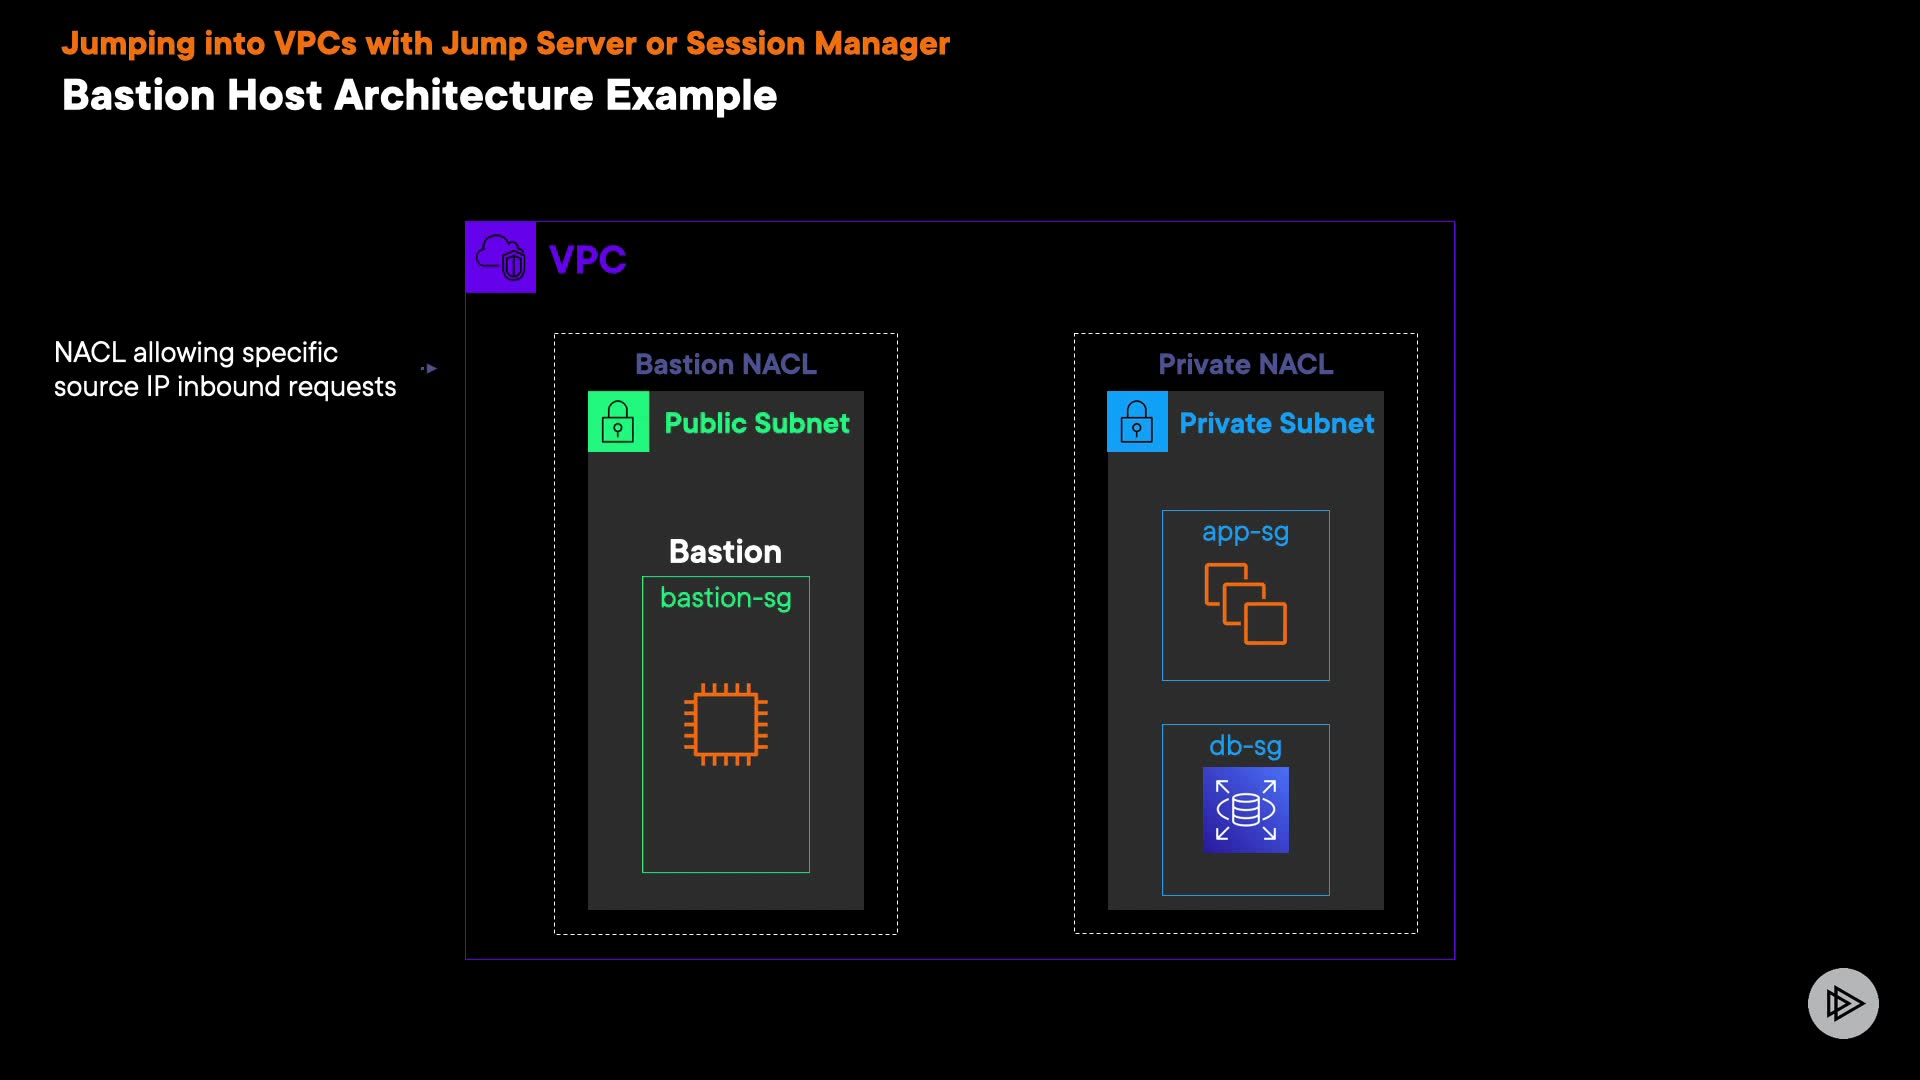 Jumping into VPCs with Jump Server or Session Manager
Bastion Host Architecture Example
VPC
NACL allowing specific
source IP inbound requests
Bastion NACL
Public Subnet
Bastion
bastion-sg
Private NACL
Private Subnet
app-sg
db-sg